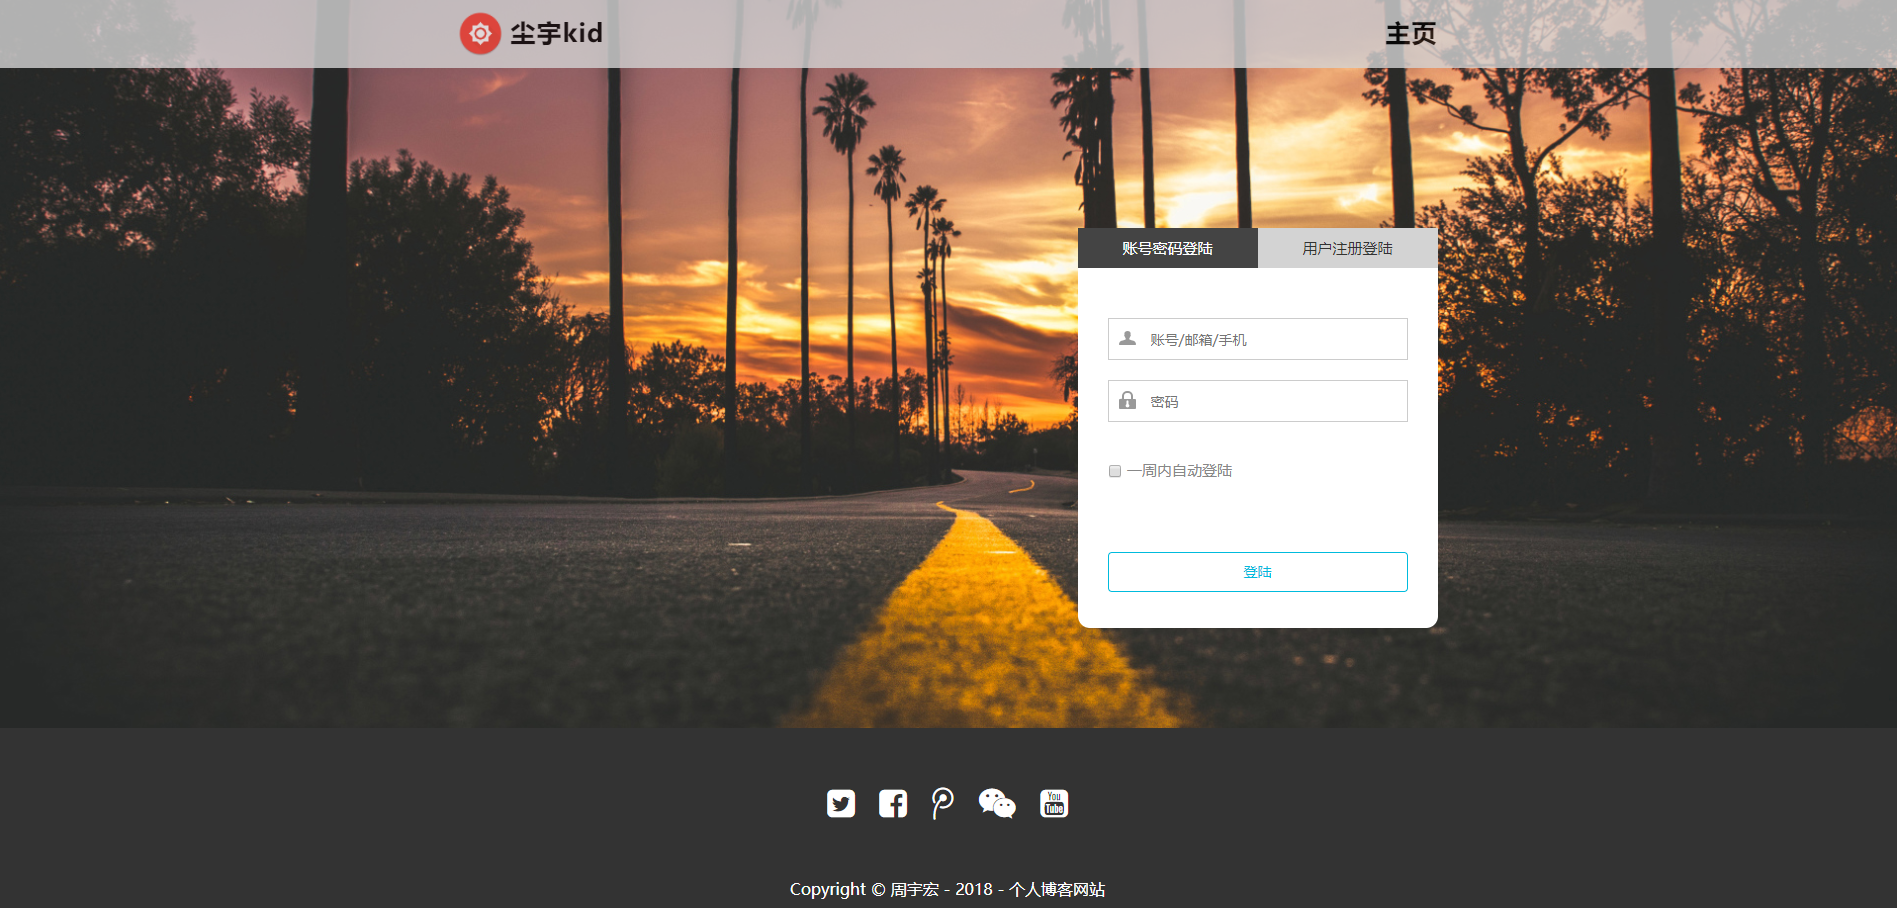 尘宇kid
主页
账号密码登陆
用户注册登陆
账号/邮箱/手机
密码
一周内自动登陆
登陆
You
Tube
Copyright © 周宇宏 - 2018 - 个人博客网站